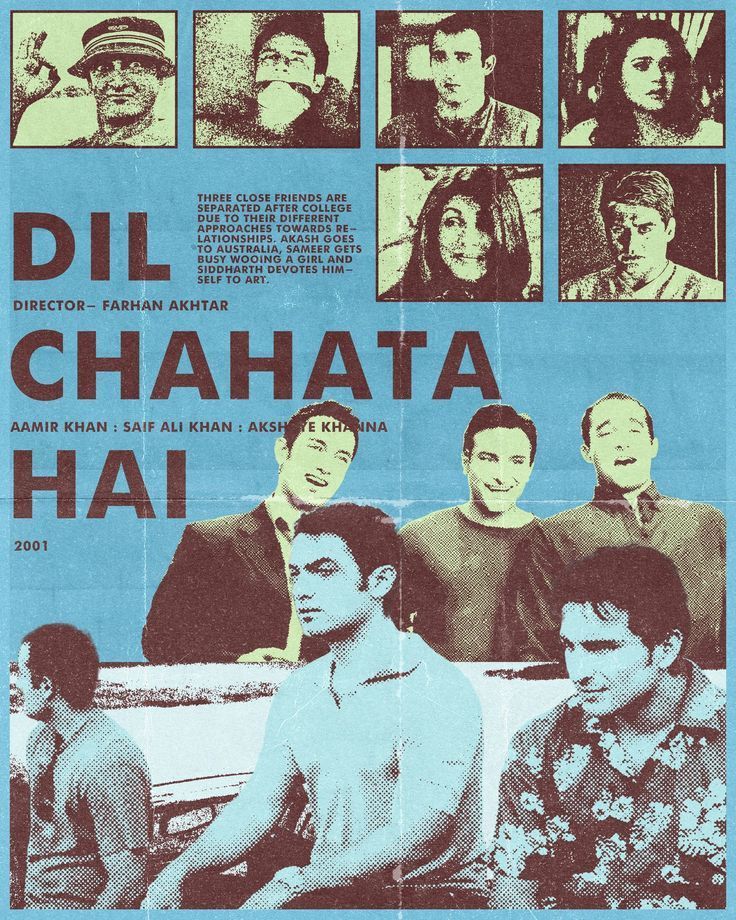 DIL
THREE CLOSE FRIENDS ARE
SEPARATED AFTER COLLEGE
DUE TO THEIR DIFFERENT
APPROACHES TOWARDS RE-
LATIONSHIPS. AKASH GOES
TO AUSTRALIA, SAMEER GETS
BUSY WOOING A GIRL AND
SIDDHARTH DEVOTES HIM-
SELF TO ART.
DIRECTOR- FARHAN AKHTAR
CHAHATA
AAMIR KHAN : SAIF ALI KHAN : AKSHAYE KHANNA
HAI
2001